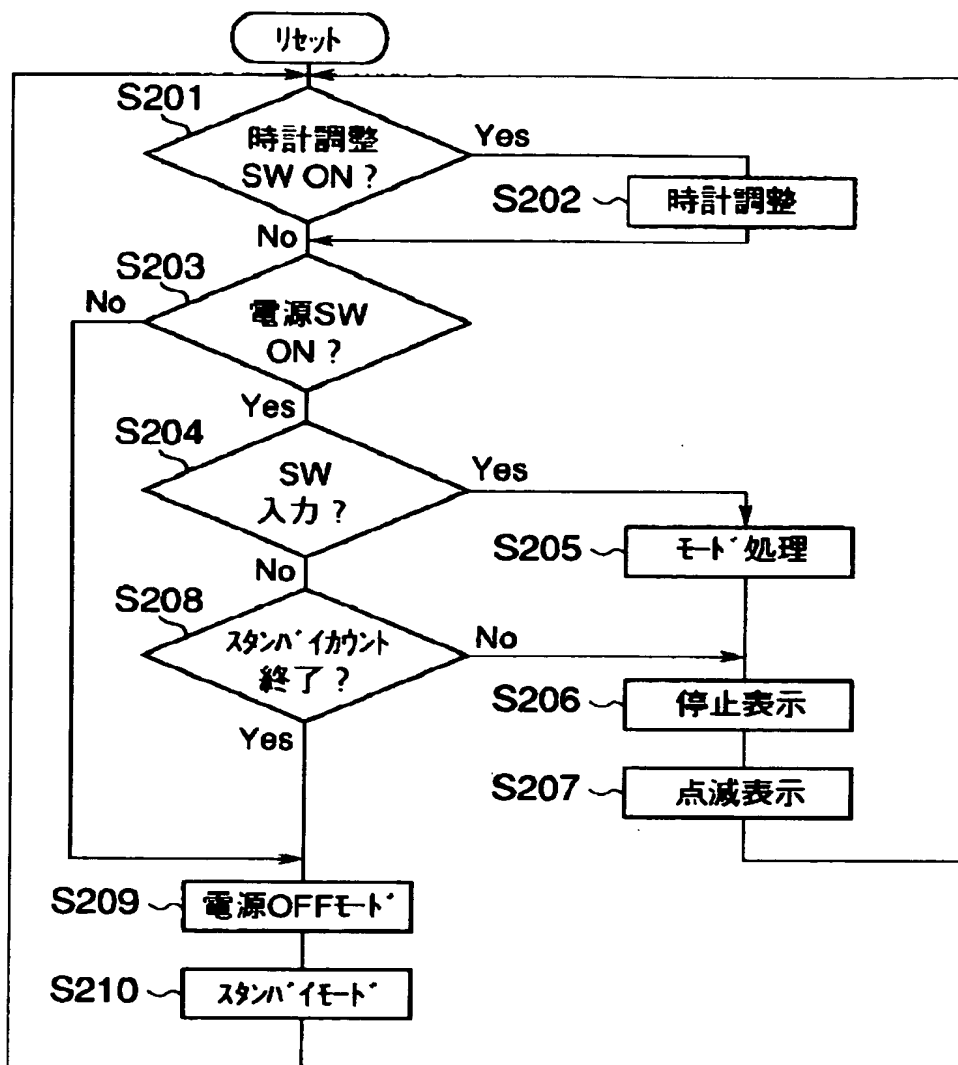 リセット
S201
時計調整
SW ON ?
Yes
S202
時計調整
No
S203
No
電源SW
ON ?
Yes
S204
SW
入力 ?
Yes
S205
モード処理
No
S208
スタンバイカウント
終了 ?
No
S206
停止表示
Yes
S207
点滅表示
S209
電源OFFモード
S210
スタンバイモード